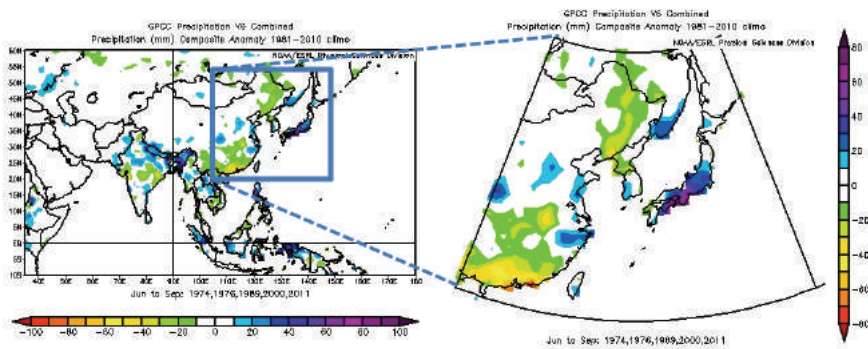 GPCC Precipitation V6 Combined
Precipitation (mm) Composite Anomaly 1981-2010 climo
NOAA/ESRL Physical Sciences Division
60N
55N
50N
45N
40N
35N
30N
25N
20N
15N
10N
5N
EQ
5S
10S
40E
50E
60E
70E
80E
90E
100E
110E
120E
130E
140E
150E
160E
170E
180
Jun to Sep: 1974,1976,1989,2000,2011
-100 -80 -60 -40 -20 0 20 40 60 80 100
GPCC Precipitation V6 Combined
Precipitation (mm) Composite Anomaly 1981-2010 climo
NOAA/ESRL Physical Sciences Division
80
60
40
20
0
-20
-40
-60
-80
Jun to Sep: 1974,1976,1989,2000,2011